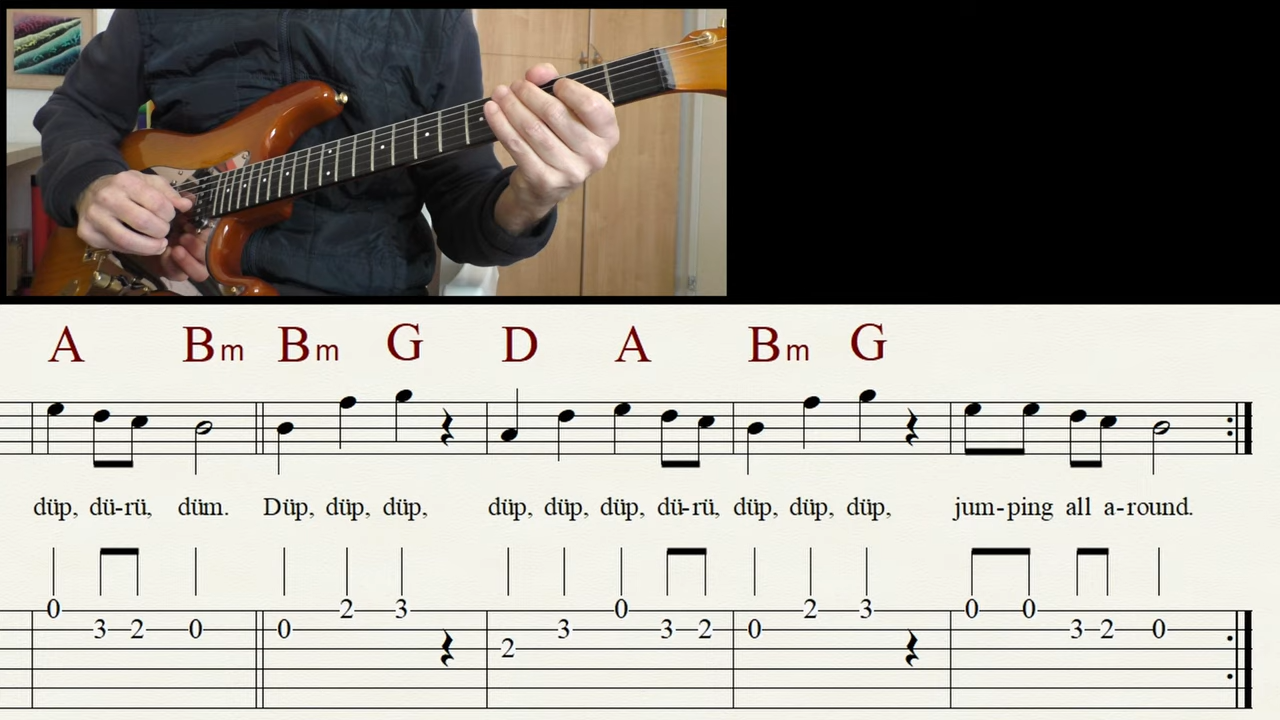 A Bm Bm G D A Bm G
düp, dü-rü, düm. Düp, düp, düp, düp, düp, düp, dü-rü, düp, düp, düp, jum-ping all a-round.
0 2 3 0 0 2 3 0 0
3 2 0 0 3 3 2 0 3 2 0
2